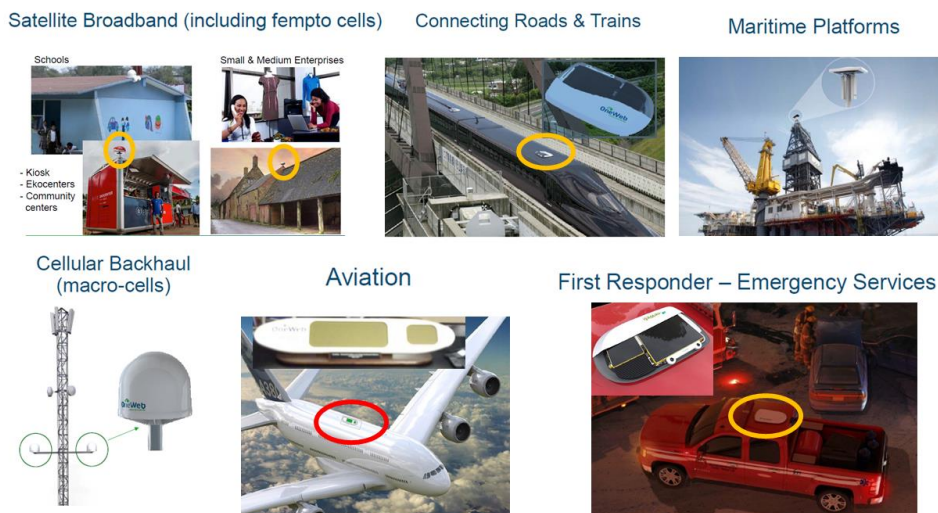 Satellite Broadband (including fempto cells)
Schools
Small & Medium Enterprises
- Kiosk
- Ekocenters
- Community
centers
Connecting Roads & Trains
OneWeb
Maritime Platforms
Cellular Backhaul
(macro-cells)
OneWeb
Aviation
OneWeb
A38
First Responder – Emergency Services